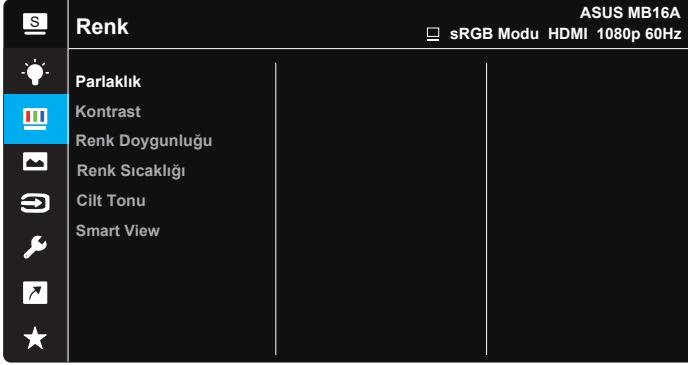 S
Renk
ASUS MB16A
sRGB Modu HDMI 1080p 60Hz
Parlaklık
Kontrast
Renk Doygunluğu
Renk Sıcaklığı
Cilt Tonu
Smart View